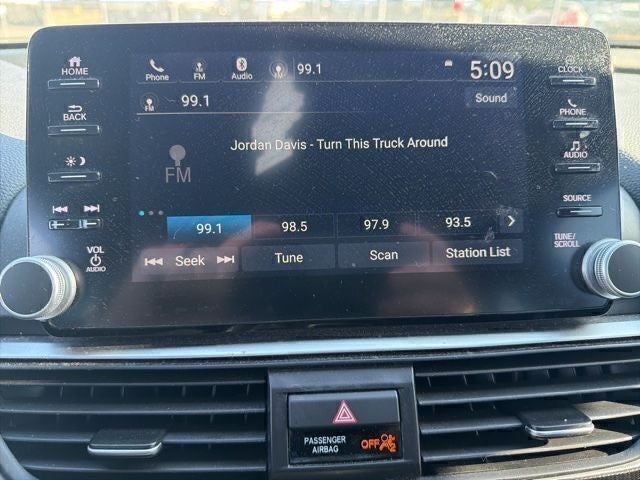 HOME
BACK
VOL
AUDIO
Phone FM Audio 99.1 5:09
FM 99.1 Sound
Jordan Davis - Turn This Truck Around
FM
99.1 98.5 97.9 93.5
Seek Tune Scan Station List
CLOCK
PHONE
AUDIO
SOURCE
TUNE/
SCROLL
PASSENGER
AIRBAG
OFF 2